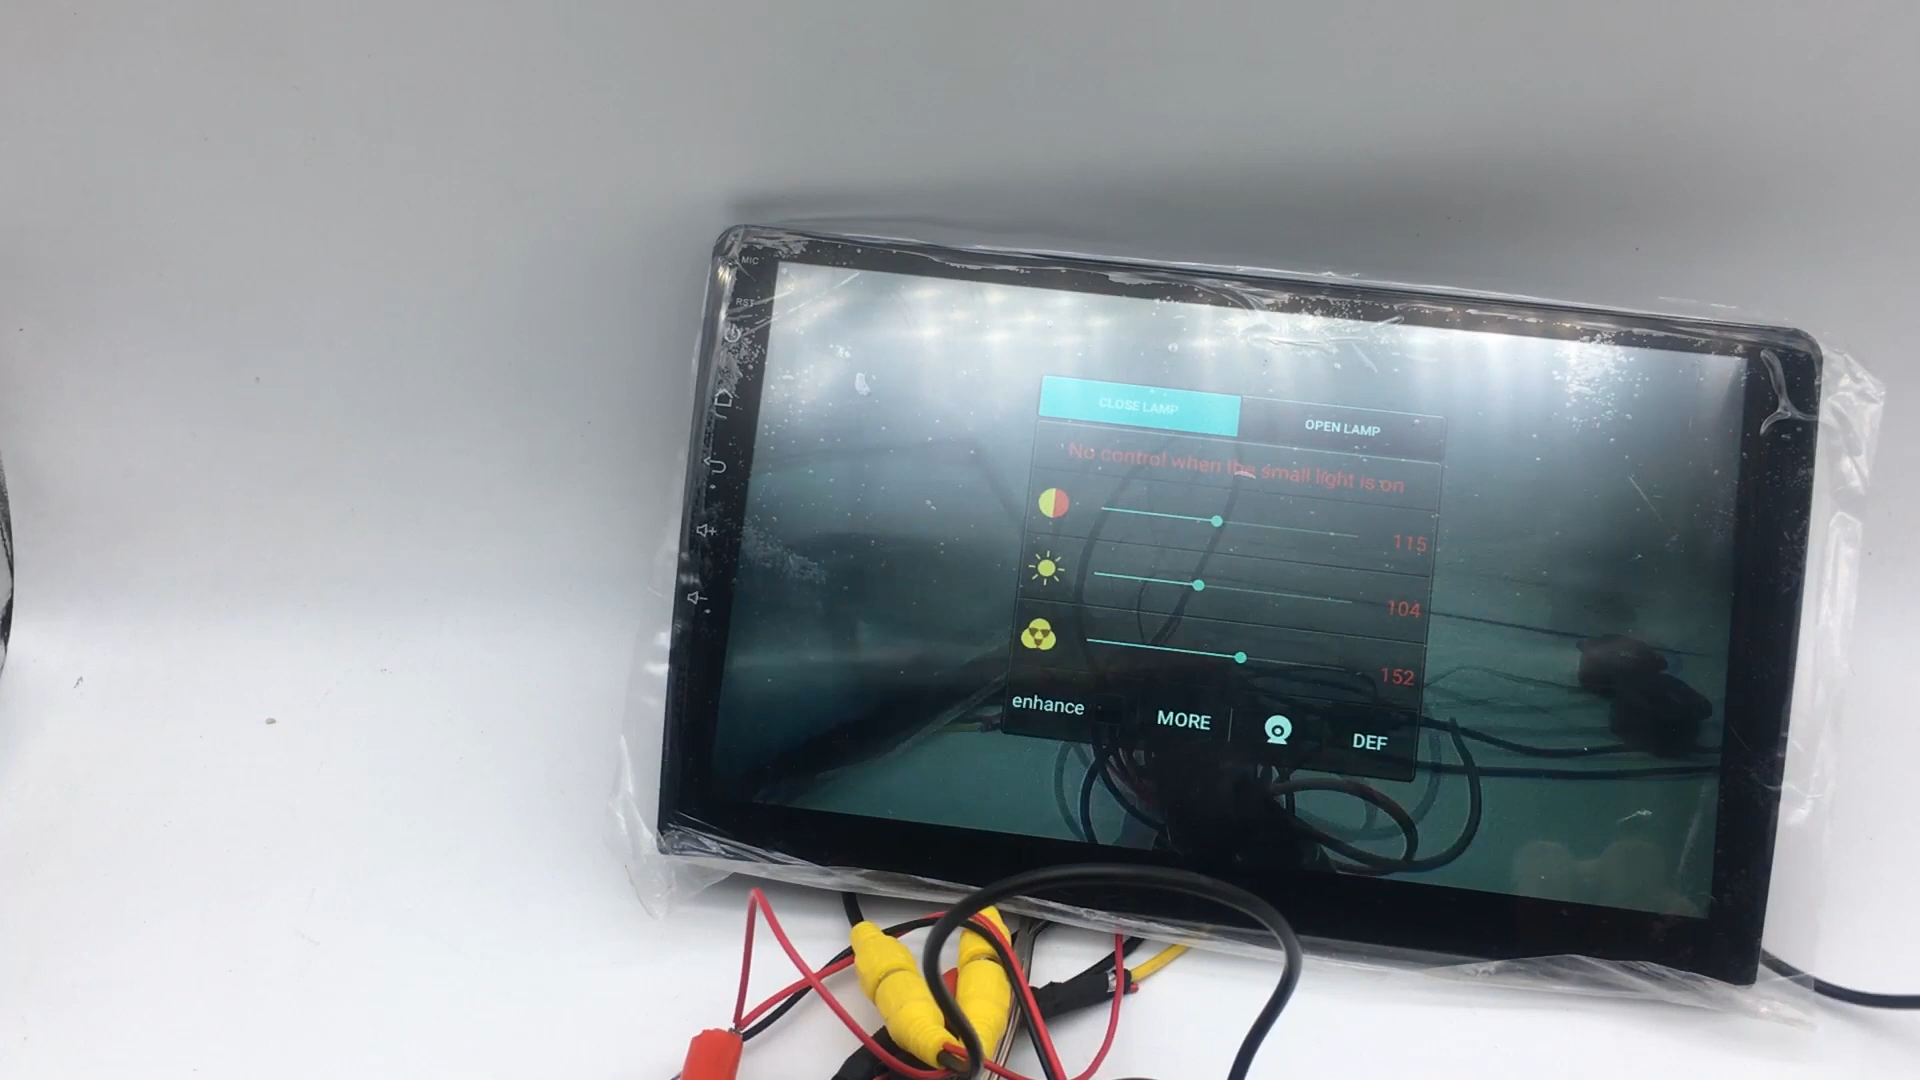 MIC
RST
CLOSE LAMP
OPEN LAMP
No control when the small light is on
115
104
152
enhance
MORE
DEF